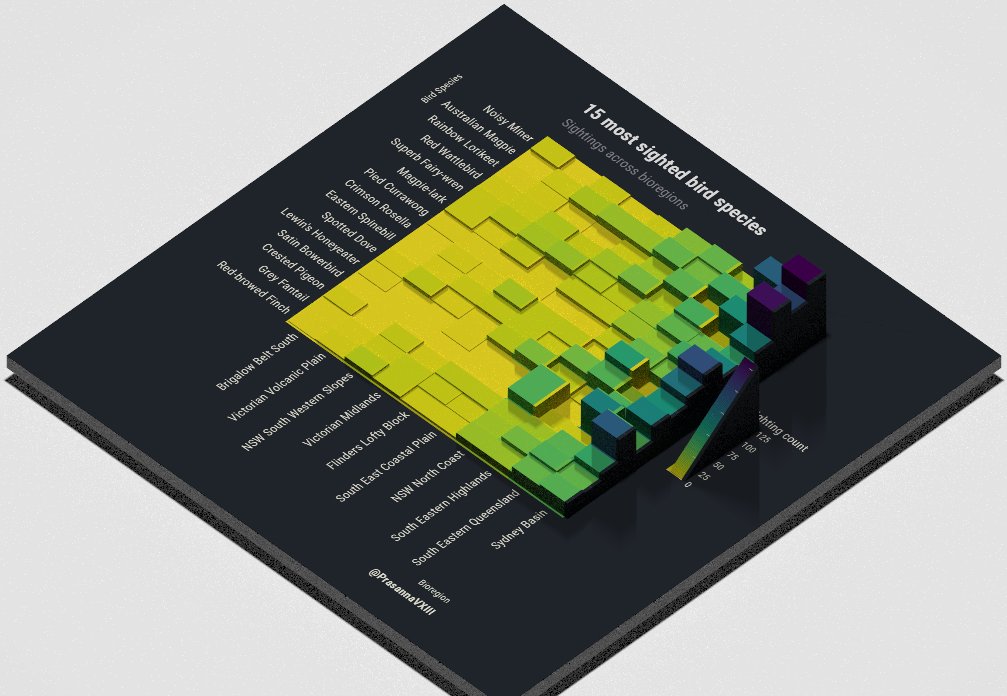 15 most sighted bird species
Sightings across bioregions
Bird Species
Noisy Miner
Australian Magpie
Rainbow Lorikeet
Red Wattlebird
Superb Fairy-wren
Magpie-lark
Pied Currawong
Crimson Rosella
Eastern Spinebill
Spotted Dove
Lewin's Honeyeater
Satin Bowerbird
Crested Pigeon
Grey Fantail
Red-browed Finch
Brigalow Belt South
Victorian Volcanic Plain
NSW South Western Slopes
Victorian Midlands
Flinders Lofty Block
South East Coastal Plain
NSW North Coast
South Eastern Highlands
South Eastern Queensland
Sydney Basin
Bioregion
@PrasannaVXIII
count
125
100
75
50
25
0